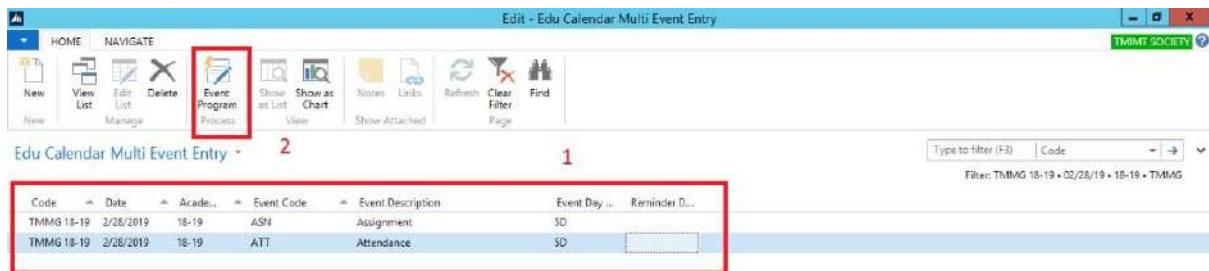 Edit - Edu Calendar Multi Event Entry
HOME NAVIGATE TMIMT SOCIETY
New View List Edit List Delete Event Program Show as List Show as Chart Notes Links Refresh Clear Filter Find
New Manage Process View Show Attached Page
2
1
Edu Calendar Multi Event Entry Type to filter (F3) Code
Filter: TMMG 18-19 • 02/28/19 • 18-19 • TMMG
Code Date Acade... Event Code Event Description Event Day ... Reminder D...
TMMG 18-19 2/28/2019 18-19 ASN Assignment 5D
TMMG 18-19 2/28/2019 18-19 ATT Attendance 5D